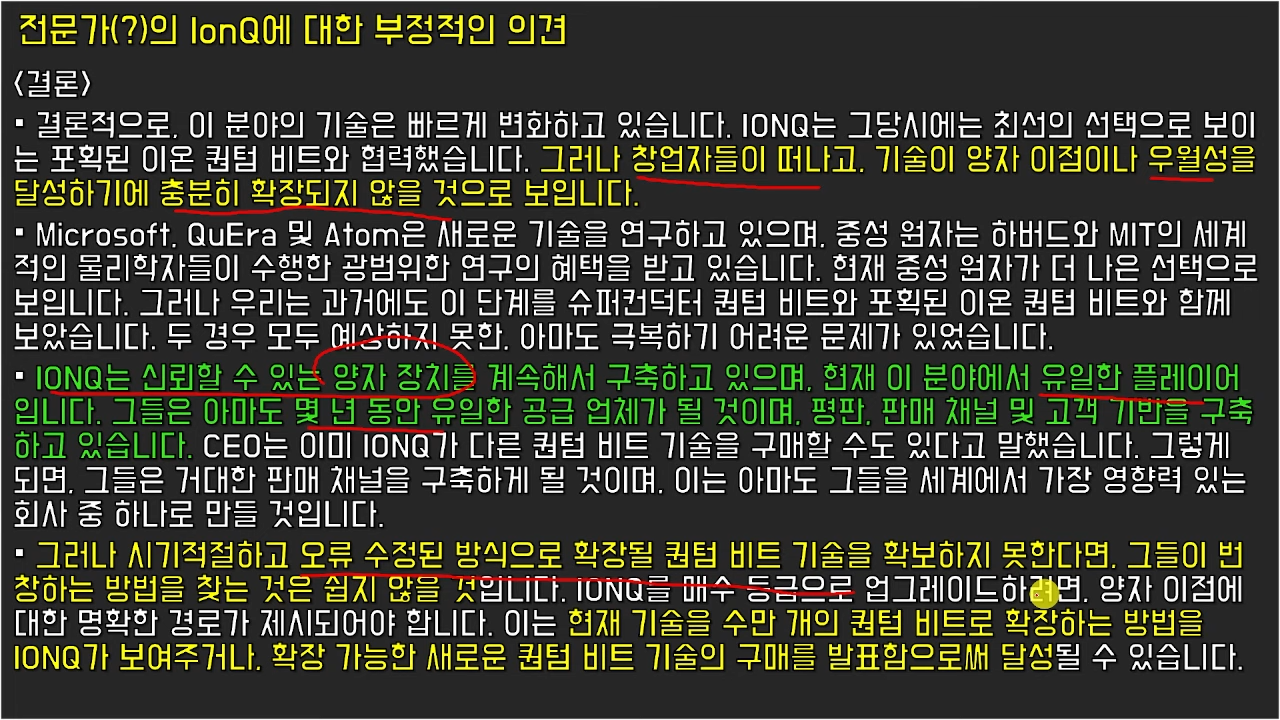 전문가(?)의 IonQ에 대한 부정적인 의견
<결론>
▪ 결론적으로, 이 분야의 기술은 빠르게 변화하고 있습니다. IONQ는 그당시에는 최선의 선택으로 보이
는 포획된 이온 퀀텀 비트와 협력했습니다. 그러나 창업자들이 떠나고, 기술이 양자 이점이나 우월성을
달성하기에 충분히 확장되지 않을 것으로 보입니다.
▪ Microsoft, QuEra 및 Atom은 새로운 기술을 연구하고 있으며, 중성 원자는 하버드와 MIT의 세계
적인 물리학자들이 수행한 광범위한 연구의 혜택을 받고 있습니다. 현재 중성 원자가 더 나은 선택으로
보입니다. 그러나 우리는 과거에도 이 단계를 슈퍼컨덕터 퀀텀 비트와 포획된 이온 퀀텀 비트와 함께
보았습니다. 두 경우 모두 예상하지 못한, 아마도 극복하기 어려운 문제가 있었습니다.
▪ IONQ는 신뢰할 수 있는 양자 장치를 계속해서 구축하고 있으며, 현재 이 분야에서 유일한 플레이어
입니다. 그들은 아마도 몇 년 동안 유일한 공급 업체가 될 것이며, 평판, 판매 채널 및 고객 기반을 구축
하고 있습니다. CEO는 이미 IONQ가 다른 퀀텀 비트 기술을 구매할 수도 있다고 말했습니다. 그렇게
되면, 그들은 거대한 판매 채널을 구축하게 될 것이며, 이는 아마도 그들을 세계에서 가장 영향력 있는
회사 중 하나로 만들 것입니다.
▪ 그러나 시기적절하고 오류 수정된 방식으로 확장될 퀀텀 비트 기술을 확보하지 못한다면, 그들이 번
창하는 방법을 찾는 것은 쉽지 않을 것입니다. IONQ를 매수 등급으로 업그레이드하려면, 양자 이점에
대한 명확한 경로가 제시되어야 합니다. 이는 현재 기술을 수만 개의 퀀텀 비트로 확장하는 방법을
IONQ가 보여주거나, 확장 가능한 새로운 퀀텀 비트 기술의 구매를 발표함으로써 달성될 수 있습니다.